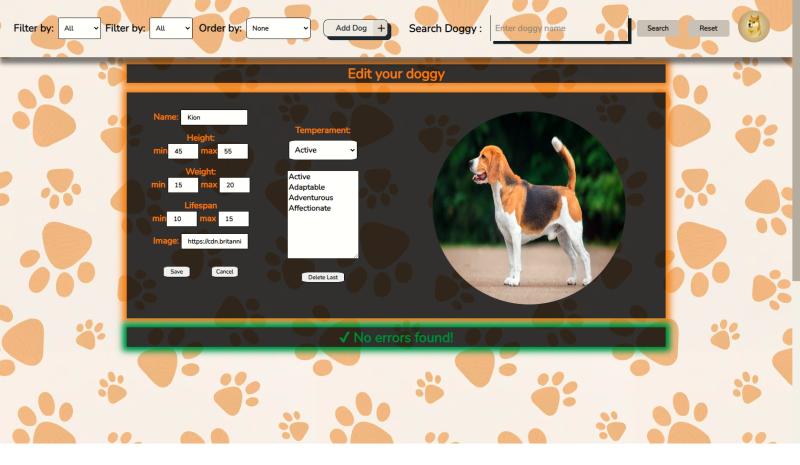 Filter by: All Filter by: All Order by: None Add Dog + Search Doggy : Enter doggy name Search Reset
Edit your doggy
Name: Kion
Height:
min 45 max 55
Weight:
min 15 max 20
Lifespan
min 10 max 15
Image: https://cdn.britanni
Save Cancel
Temperament:
Active
Active
Adaptable
Adventurous
Affectionate
Delete Last
✓ No errors found!